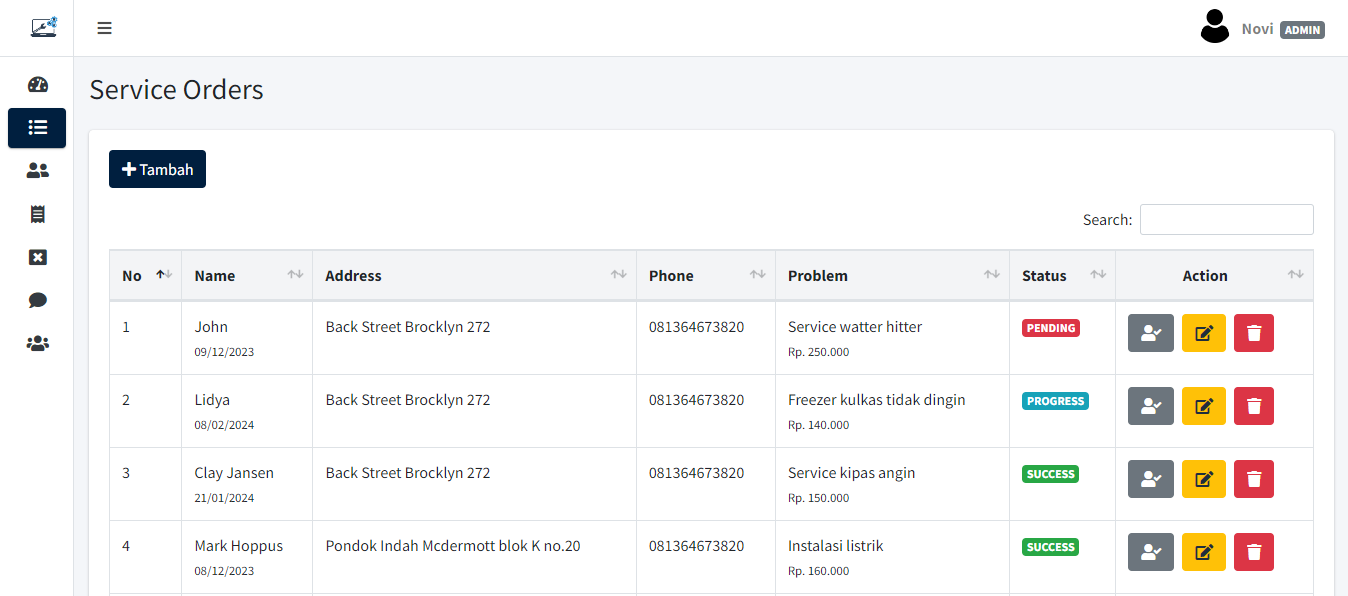 Novi ADMIN
Service Orders
Tambah
Search:
No Name Address Phone Problem Status Action
1 John Back Street Brocklyn 272 081364673820 Service watter hitter PENDING
09/12/2023 Rp. 250.000
2 Lidya Back Street Brocklyn 272 081364673820 Freezer kulkas tidak dingin PROGRESS
08/02/2024 Rp. 140.000
3 Clay Jansen Back Street Brocklyn 272 081364673820 Service kipas angin SUCCESS
21/01/2024 Rp. 150.000
4 Mark Hoppus Pondok Indah Mcdermott blok K no.20 081364673820 Instalasi listrik SUCCESS
08/12/2023 Rp. 160.000